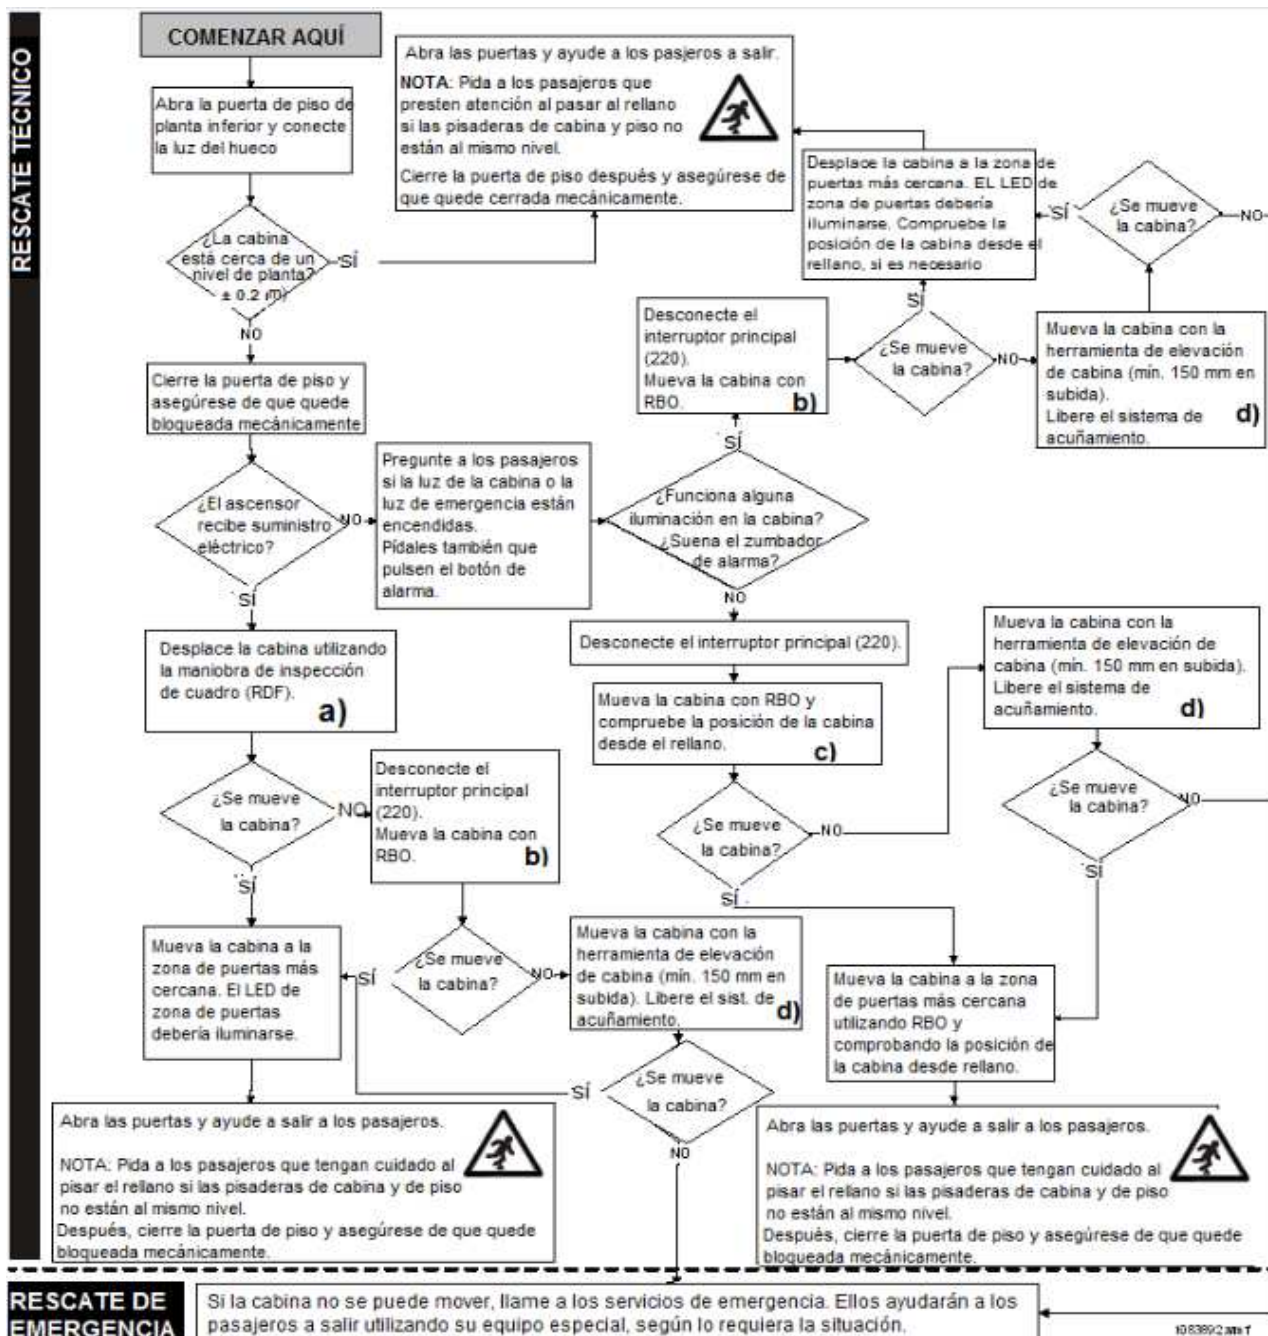 RESCATE TÉCNICO
COMENZAR AQUÍ
Abra la puerta de piso de
planta inferior y conecte
la luz del hueco
¿La cabina
está cerca de un
nivel de planta?
± 0.2 m)
SÍ
NO
Abra las puertas y ayude a los pasjeros a salir.
NOTA: Pida a los pasajeros que
presten atención al pasar al rellano
si las pisaderas de cabina y piso no
están al mismo nivel.
Cierre la puerta de piso después y asegúrese de
que quede cerrada mecánicamente.
Cierre la puerta de piso y
asegúrese de que quede
bloqueada mecánicamente
¿El ascensor
recibe suministro
eléctrico?
NO
SÍ
Pregunte a los pasajeros
si la luz de la cabina o la
luz de emergencia están
encendidas.
Pídales también que
pulsen el botón de
alarma.
¿Funciona alguna
iluminación en la cabina?
¿Suena el zumbador
de alarma?
SÍ
NO
Desconecte el
interruptor principal
(220).
Mueva la cabina con
RBO.
b)
¿Se mueve
la cabina?
SÍ
NO
Desplace la cabina a la zona de
puertas más cercana. EL LED de
zona de puertas debería
iluminarse. Compruebe la
posición de la cabina desde el
rellano, si es necesario
Mueva la cabina con la
herramienta de elevación
de cabina (mín. 150 mm en
subida).
Libere el sistema de
acuñamiento.
d)
¿Se mueve
la cabina?
SÍ
NO
Desplace la cabina utilizando
la maniobra de inspección
de cuadro (RDF).
a)
¿Se mueve
la cabina?
NO
SÍ
Desconecte el
interruptor principal
(220).
Mueva la cabina con
RBO.
b)
¿Se mueve
la cabina?
SÍ
NO
Mueva la cabina a la
zona de puertas más
cercana. El LED de
zona de puertas
debería iluminarse.
Mueva la cabina con la
herramienta de elevación
de cabina (mín. 150 mm en
subida). Libere el sist. de
acuñamiento.
d)
¿Se mueve
la cabina?
SÍ
NO
Abra las puertas y ayude a salir a los pasajeros.
NOTA: Pida a los pasajeros que tengan cuidado al
pisar el rellano si las pisaderas de cabina y de piso
no están al mismo nivel.
Después, cierre la puerta de piso y asegúrese de que quede
bloqueada mecánicamente.
Desconecte el interruptor principal (220).
Mueva la cabina con RBO y
compruebe la posición de la cabina
desde el rellano.
c)
¿Se mueve
la cabina?
NO
SÍ
Mueva la cabina con la
herramienta de elevación de
cabina (mín. 150 mm en subida).
Libere el sistema de
acuñamiento.
d)
¿Se mueve
la cabina?
NO
SÍ
Mueva la cabina a la zona
de puertas más cercana
utilizando RBO y
comprobando la posición de
la cabina desde rellano.
Abra las puertas y ayude a salir a los pasajeros.
NOTA: Pida a los pasajeros que tengan cuidado al
pisar el rellano si las pisaderas de cabina y de piso
no están al mismo nivel.
Después, cierre la puerta de piso y asegúrese de que quede
bloqueada mecánicamente.
RESCATE DE
EMERGENCIA
Si la cabina no se puede mover, llame a los servicios de emergencia. Ellos ayudarán a los
pasajeros a salir utilizando su equipo especial, según lo requiera la situación.